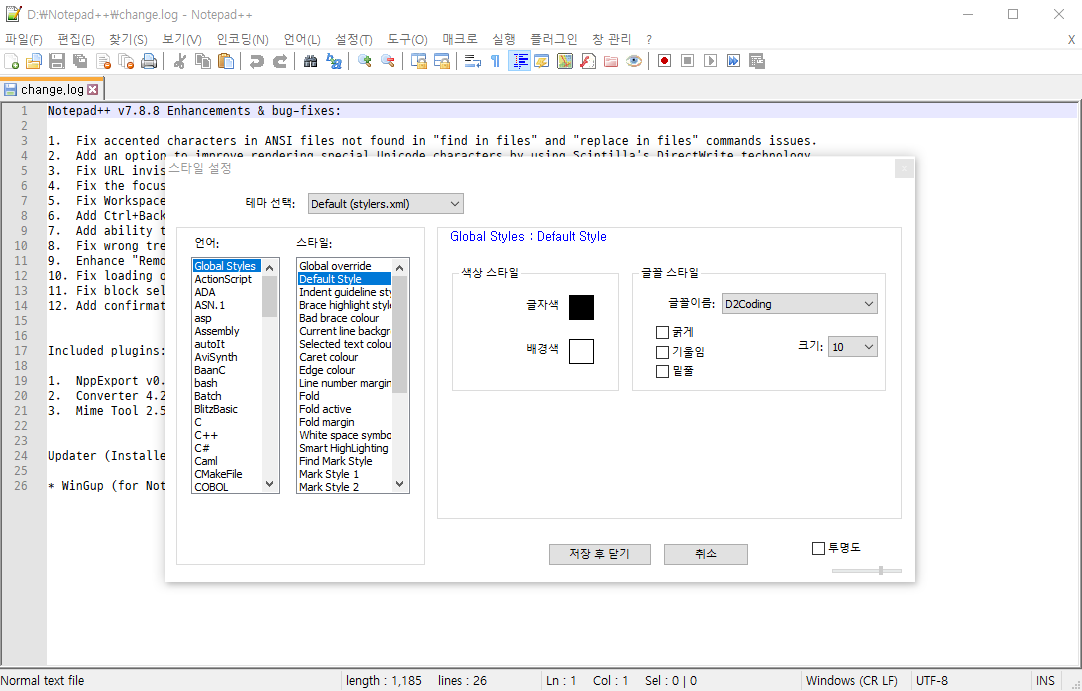 D:₩Notepad++₩change.log - Notepad++
파일(F) 편집(E) 찾기(S) 보기(V) 인코딩(N) 언어(L) 설정(T) 도구(O) 매크로 실행 플러그인 창 관리 ? X
change.log
1 Notepad++ v7.8.8 Enhancements & bug-fixes:
2
3 1. Fix accented characters in ANSI files not found in "find in files" and "replace in files" commands issues.
4 2. Add an option to improve rendering special Unicode characters by using Scintilla's DirectWrite technology
5 3. Fix URL invis
6 4. Fix the focus
7 5. Fix Workspace
8 6. Add Ctrl+Back
9 7. Add ability t
10 8. Fix wrong tre
11 9. Enhance "Remo
12 10. Fix loading o
13 11. Fix block sel
14 12. Add confirmat
15
16
17 Included plugins:
18
19 1. NppExport v0.
20 2. Converter 4.2
21 3. Mime Tool 2.5
22
23
24 Updater (Installe
25
26 * WinGup (for Not
스타일 설정
테마 선택: Default (stylers.xml)
언어:
Global Styles
ActionScript
ADA
ASN.1
asp
Assembly
autoIt
AviSynth
BaanC
bash
Batch
BlitzBasic
C
C++
C#
Caml
CMakeFile
COBOL
스타일:
Global override
Default Style
Indent guideline sty
Brace highlight style
Bad brace colour
Current line backgr
Selected text colou
Caret colour
Edge colour
Line number margin
Fold
Fold active
Fold margin
White space symbo
Smart HighLighting
Find Mark Style
Mark Style 1
Mark Style 2
Global Styles : Default Style
색상 스타일
글자색
배경색
글꼴 스타일
글꼴이름: D2Coding
굵게
기울임
밑줄
크기: 10
저장 후 닫기 취소
투명도
Normal text file length : 1,185 lines : 26 Ln : 1 Col : 1 Sel : 0 | 0 Windows (CR LF) UTF-8 INS